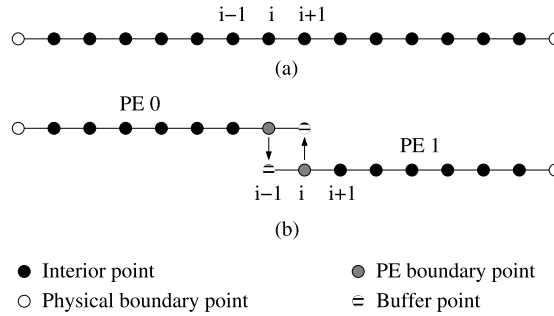 i−1 i i+1
(a)
PE 0
PE 1
i−1 i i+1
(b)
Interior point
PE boundary point
Physical boundary point
Buffer point